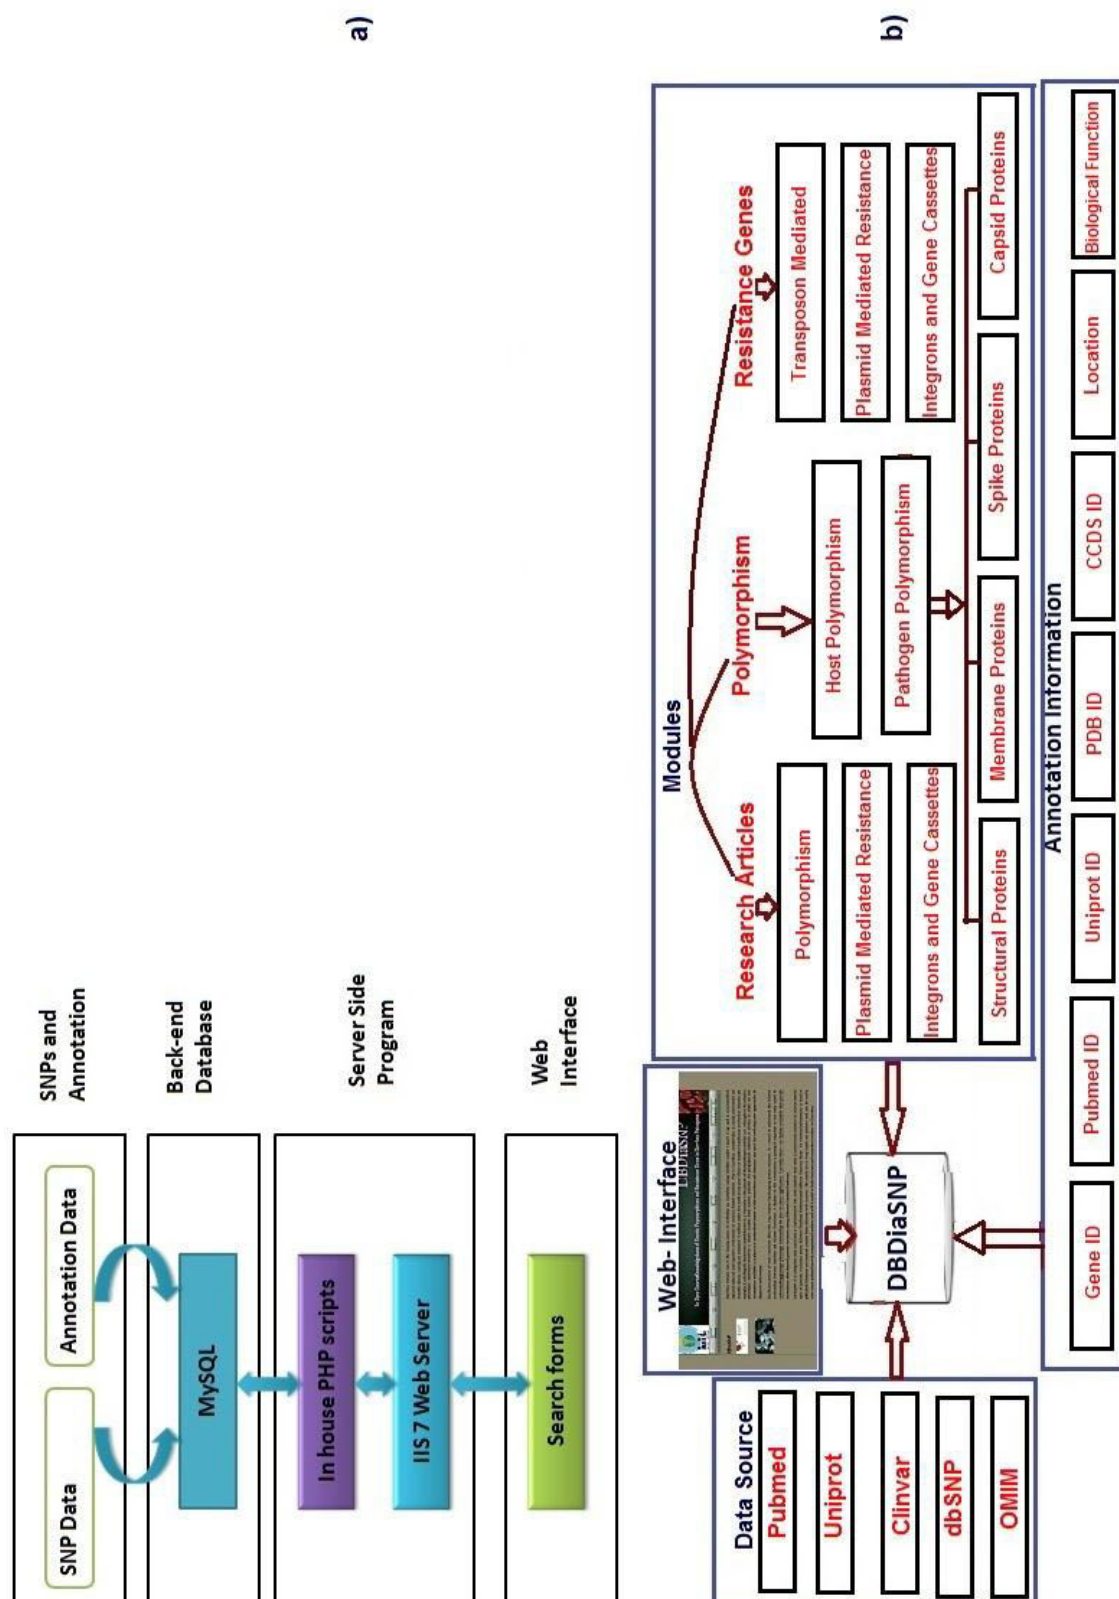 a)
SNP Data
Annotation Data
SNPs and
Annotation
MySQL
Back-end
Database
In house PHP scripts
IIS 7 Web Server
Server Side
Program
Search forms
Web
Interface
b)
Data Source
Pubmed
Uniprot
Clinvar
dbSNP
OMIM
Web- Interface
DBDiaSNP
Modules
Research Articles
Polymorphism
Plasmid Mediated Resistance
Integrons and Gene Cassettes
Polymorphism
Host Polymorphism
Pathogen Polymorphism
Resistance Genes
Transposon Mediated
Plasmid Mediated Resistance
Integrons and Gene Cassettes
Structural Proteins
Membrane Proteins
Spike Proteins
Capsid Proteins
Annotation Information
Gene ID
Pubmed ID
Uniprot ID
PDB ID
CCDS ID
Location
Biological Function